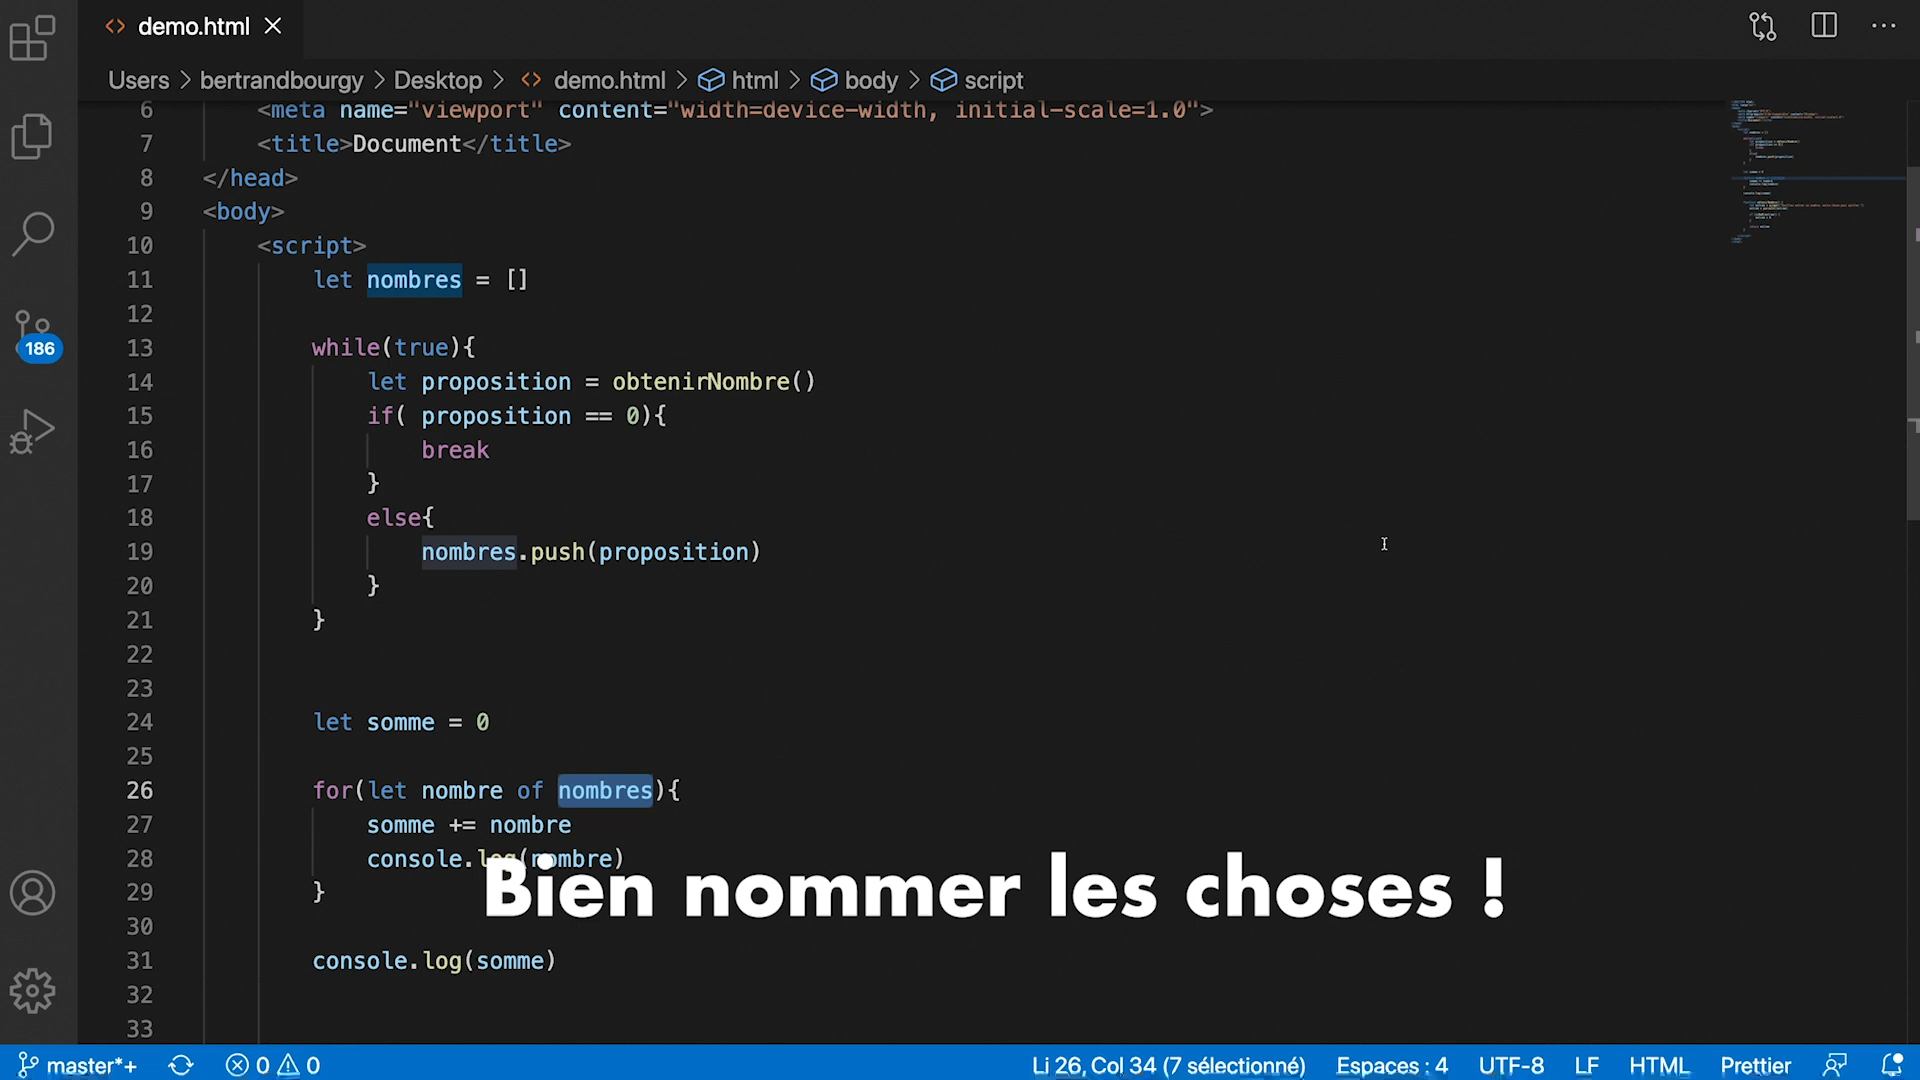 demo.html
Users > bertrandbourgy > Desktop > demo.html > html > body > script
6 <meta name="viewport" content="width=device-width, initial-scale=1.0">
7 <title>Document</title>
8 </head>
9 <body>
10 <script>
11 let nombres = []
12
13 while(true){
14 let proposition = obtenirNombre()
15 if( proposition == 0){
16 break
17 }
18 else{
19 nombres.push(proposition)
20 }
21 }
22
23
24 let somme = 0
25
26 for(let nombre of nombres){
27 somme += nombre
28 console.log(nombre)
29 }
30
31 console.log(somme)
32
33
186
Bien nommer les choses !
master*+ 0 0 Li 26, Col 34 (7 sélectionné) Espaces : 4 UTF-8 LF HTML Prettier